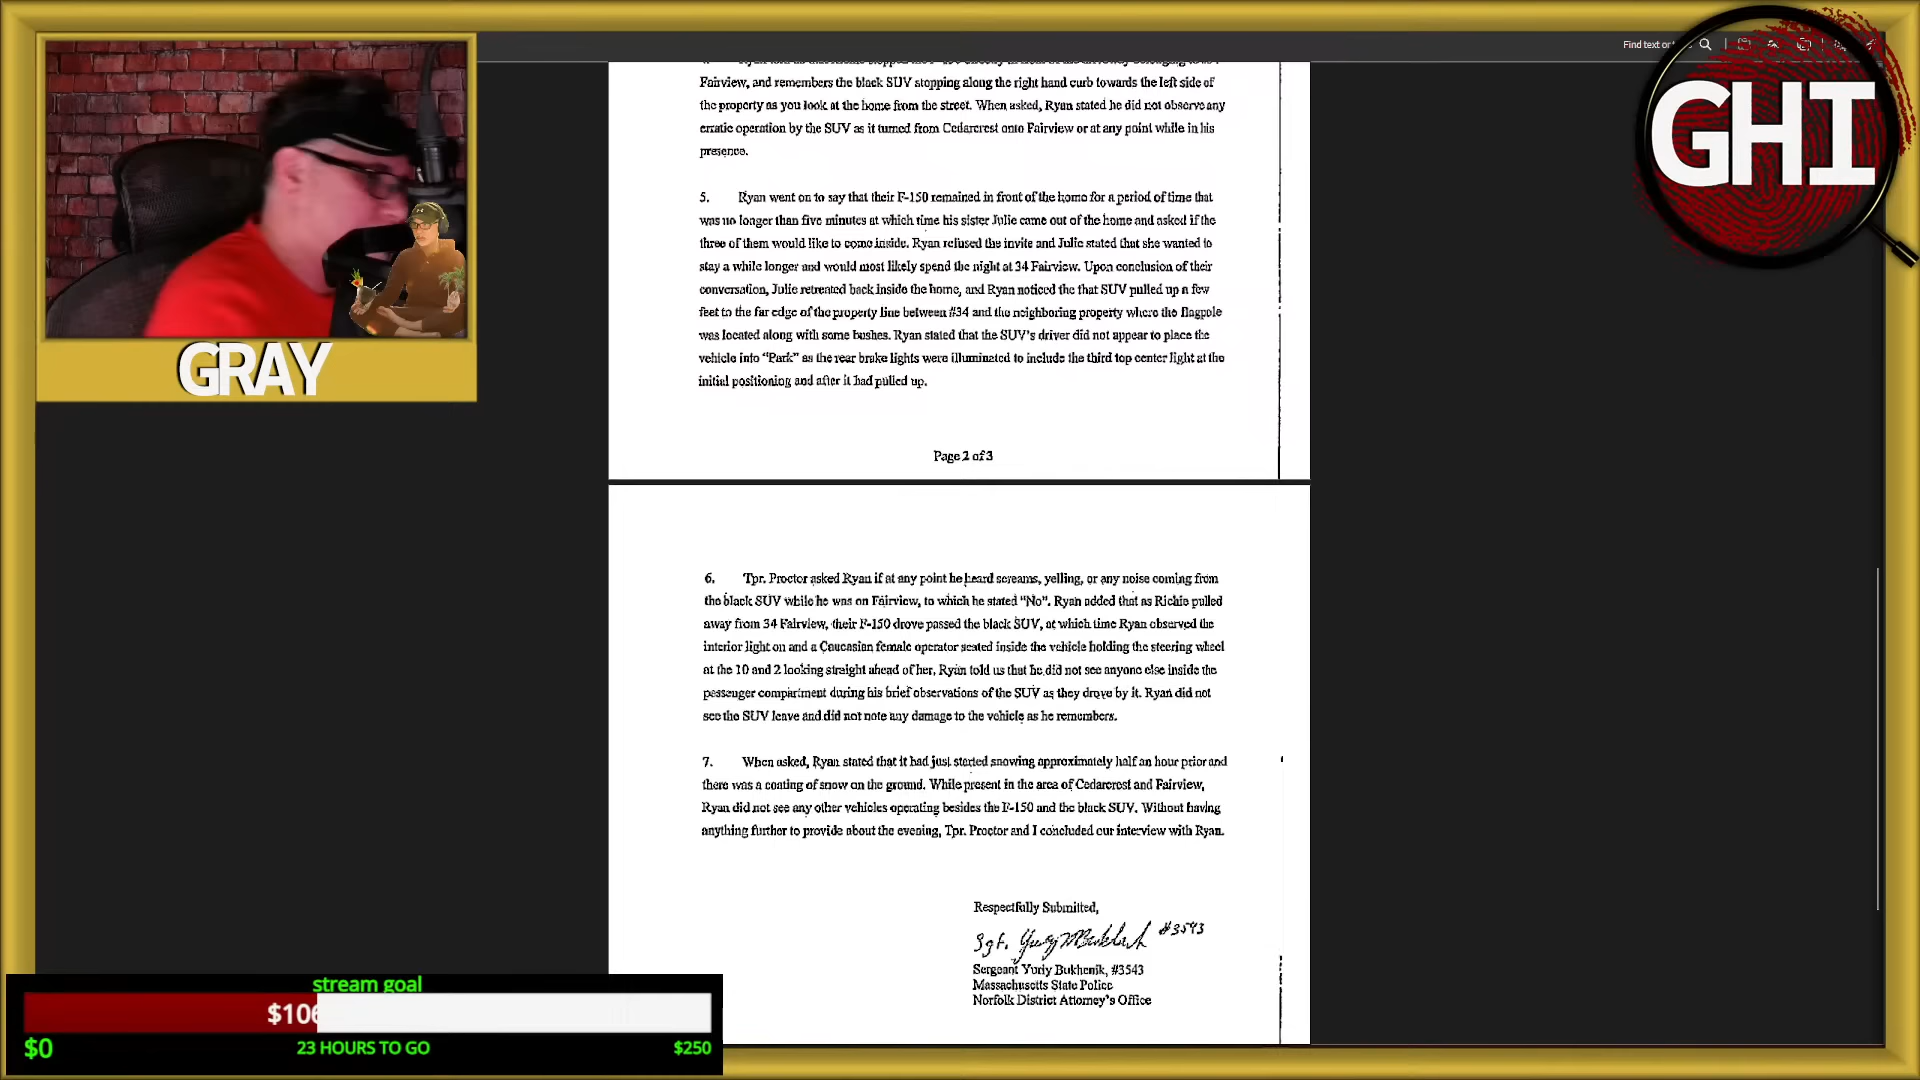 Find text or
GHI
GRAY
Fairview, and remembers the black SUV stopping along the right hand curb towards the left side of
the property as you look at the home from the street. When asked, Ryan stated he did not observe any
erratic operation by the SUV as it turned from Cedarcrest onto Fairview or at any point while in his
presence.
5. Ryan went on to say that their F-150 remained in front of the home for a period of time that
was no longer than five minutes at which time his sister Julie came out of the home and asked if the
three of them would like to come inside. Ryan refused the invite and Julie stated that she wanted to
stay a while longer and would most likely spend the night at 34 Fairview. Upon conclusion of their
conversation, Julie retreated back inside the home, and Ryan noticed the that SUV pulled up a few
feet to the far edge of the property line between #34 and the neighboring property where the flagpole
was located along with some bushes. Ryan stated that the SUV's driver did not appear to place the
vehicle into "Park" as the rear brake lights were illuminated to include the third top center light at the
initial positioning and after it had pulled up.
Page 2 of 3
6. Tpr. Proctor asked Ryan if at any point he heard screams, yelling, or any noise coming from
the black SUV while he was on Fairview, to which he stated "No". Ryan added that as Richie pulled
away from 34 Fairview, their F-150 drove passed the black SUV, at which time Ryan observed the
interior light on and a Caucasian female operator seated inside the vehicle holding the steering wheel
at the 10 and 2 looking straight ahead of her. Ryan told us that he did not see anyone else inside the
passenger compartment during his brief observations of the SUV as they drove by it. Ryan did not
see the SUV leave and did not note any damage to the vehicle as he remembers.
7. When asked, Ryan stated that it had just started snowing approximately half an hour prior and
there was a coating of snow on the ground. While present in the area of Cedarcrest and Fairview,
Ryan did not see any other vehicles operating besides the F-150 and the black SUV. Without having
anything further to provide about the evening, Tpr. Proctor and I concluded our interview with Ryan.
Respectfully Submitted,
Sgt. #3543
Sergeant Yuriy Bukhenik, #3543
Massachusetts State Police
Norfolk District Attorney's Office
stream goal
$106
$0
23 HOURS TO GO
$250